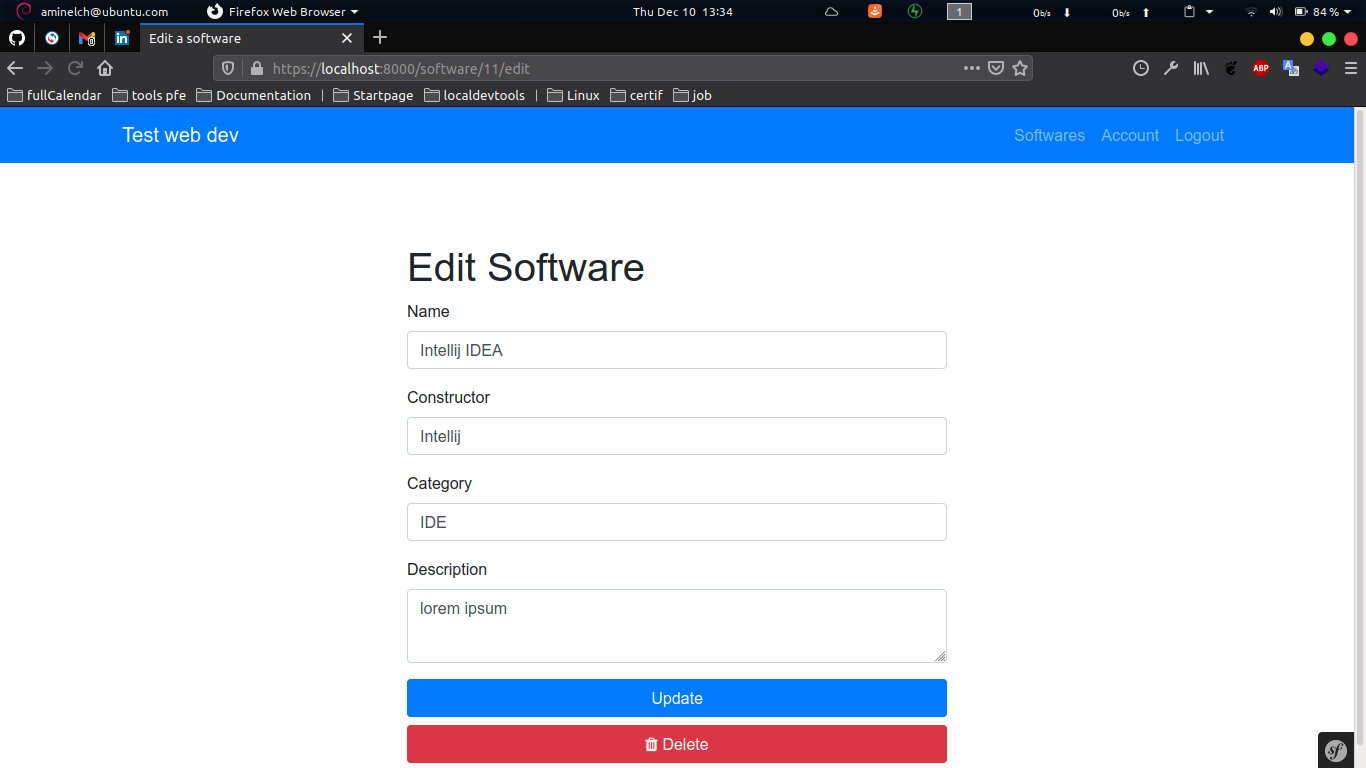 aminelch@ubuntu.com Firefox Web Browser Thu Dec 10 13:34 1 0b/s 0b/s 84 %
0 in Edit a software
https://localhost:8000/software/11/edit ABP
fullCalendar tools pfe Documentation | Startpage localdevtools | Linux certif job
Test web dev Softwares Account Logout
Edit Software
Name
Intellij IDEA
Constructor
Intellij
Category
IDE
Description
lorem ipsum
Update
Delete
sf